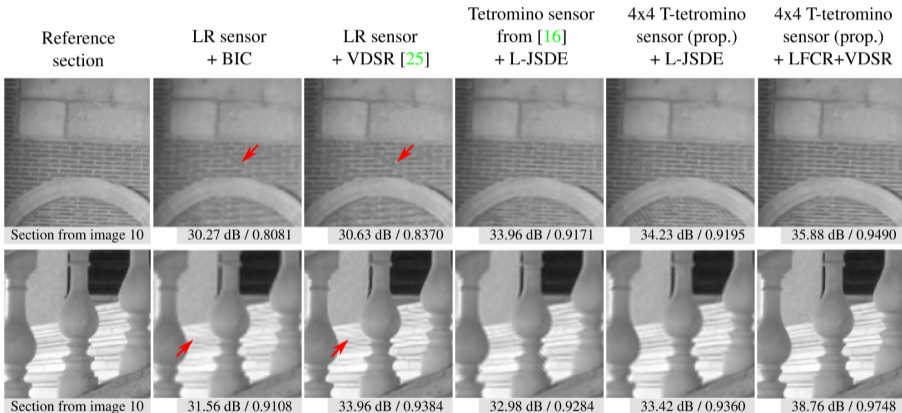 Reference
section
LR sensor
+ BIC
LR sensor
+ VDSR [25]
Tetromino sensor
from [16]
+ L-JSDE
4x4 T-tetromino
sensor (prop.)
+ L-JSDE
4x4 T-tetromino
sensor (prop.)
+ LFCR+VDSR
Section from image 10
30.27 dB / 0.8081
30.63 dB / 0.8370
33.96 dB / 0.9171
34.23 dB / 0.9195
35.88 dB / 0.9490
Section from image 10
31.56 dB / 0.9108
33.96 dB / 0.9384
32.98 dB / 0.9284
33.42 dB / 0.9360
38.76 dB / 0.9748